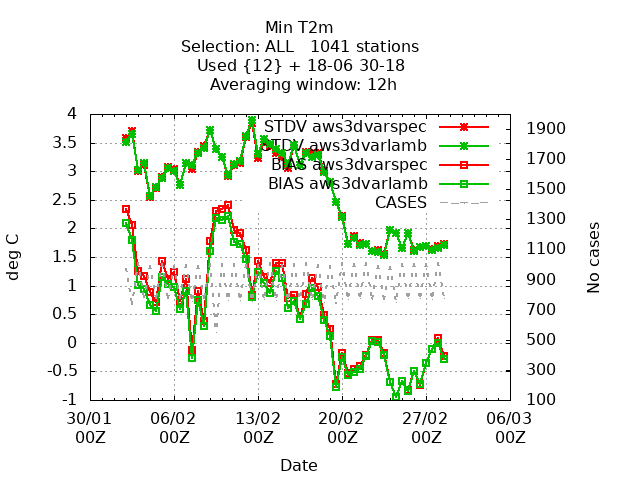 Min T2m
Selection: ALL   1041 stations
Used {12} + 18-06 30-18
Averaging window: 12h
STDV aws3dvarspec
STDV aws3dvarlamb
BIAS aws3dvarspec
BIAS aws3dvarlamb
CASES
4
3.5
3
2.5
2
1.5
1
0.5
0
-0.5
-1
deg C
1900
1700
1500
1300
1100
900
700
500
300
100
No cases
30/01 06/02 13/02 20/02 27/02 06/03
00Z 00Z 00Z 00Z 00Z 00Z
Date